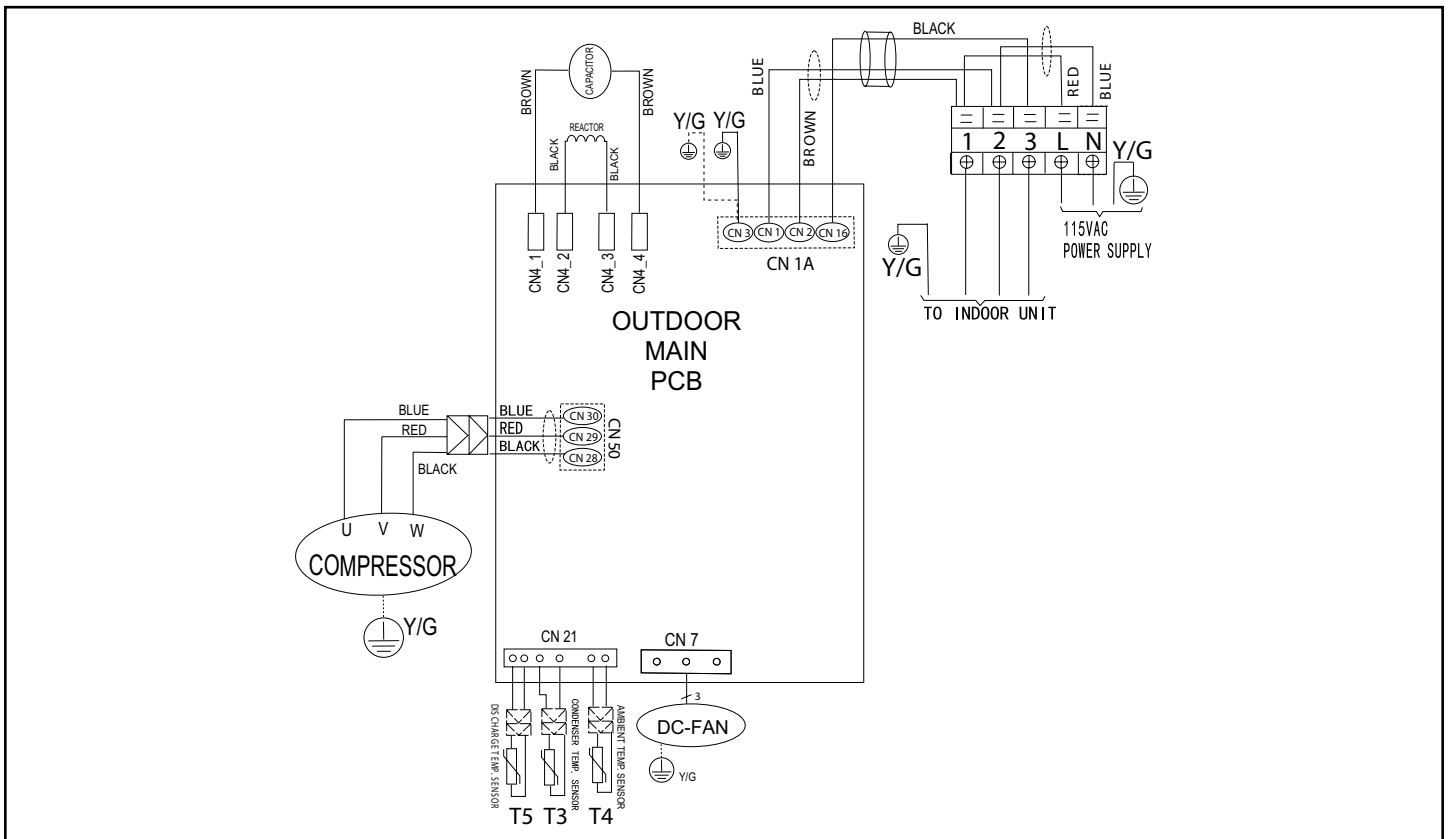 BLACK
CAPACITOR
BROWN
BROWN
REACTOR
BLACK
BLACK
Y/G
Y/G
BLUE
BROWN
RED
BLUE
1 2 3 L N
Y/G
115VAC
POWER SUPPLY
Y/G
TO INDOOR UNIT
CN4_1
CN4_2
CN4_3
CN4_4
CN 3
CN 1
CN 2
CN 16
CN 1A
OUTDOOR
MAIN
PCB
BLUE
RED
BLACK
BLUE
RED
BLACK
CN 30
CN 29
CN 28
CN 50
U V W
COMPRESSOR
Y/G
CN 21
CN 7
3
DC-FAN
Y/G
DISCHARGE TEMP. SENSOR
CONDENSER TEMP. SENSOR
AMBIENT TEMP. SENSOR
T5 T3 T4